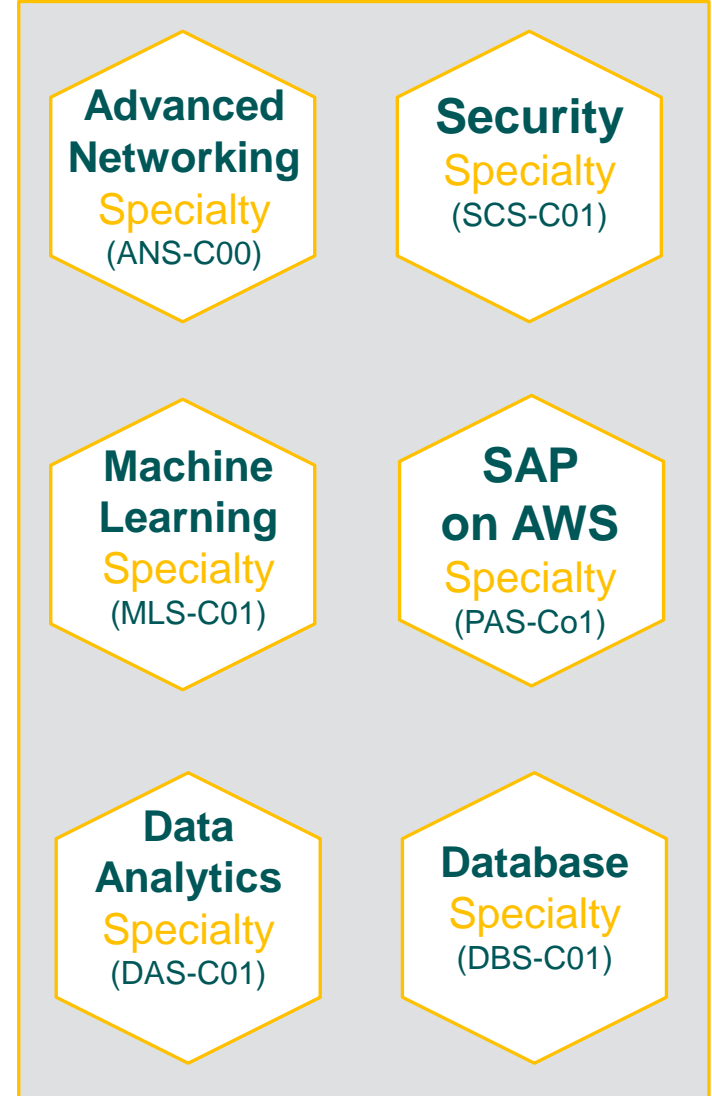 Advanced
Networking
Specialty
(ANS-C00)
Security
Specialty
(SCS-C01)
Machine
Learning
Specialty
(MLS-C01)
SAP
on AWS
Specialty
(PAS-Co1)
Data
Analytics
Specialty
(DAS-C01)
Database
Specialty
(DBS-C01)